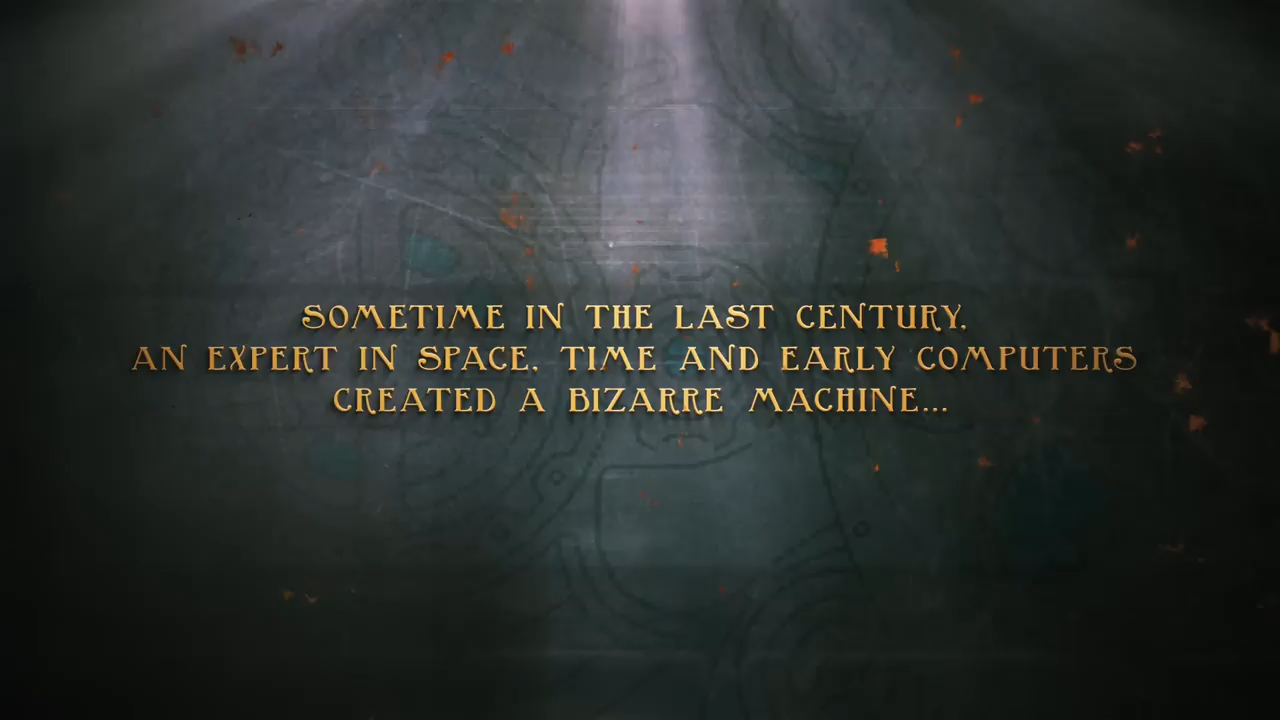 SOMETIME IN THE LAST CENTURY,
AN EXPERT IN SPACE, TIME AND EARLY COMPUTERS
CREATED A BIZARRE MACHINE...